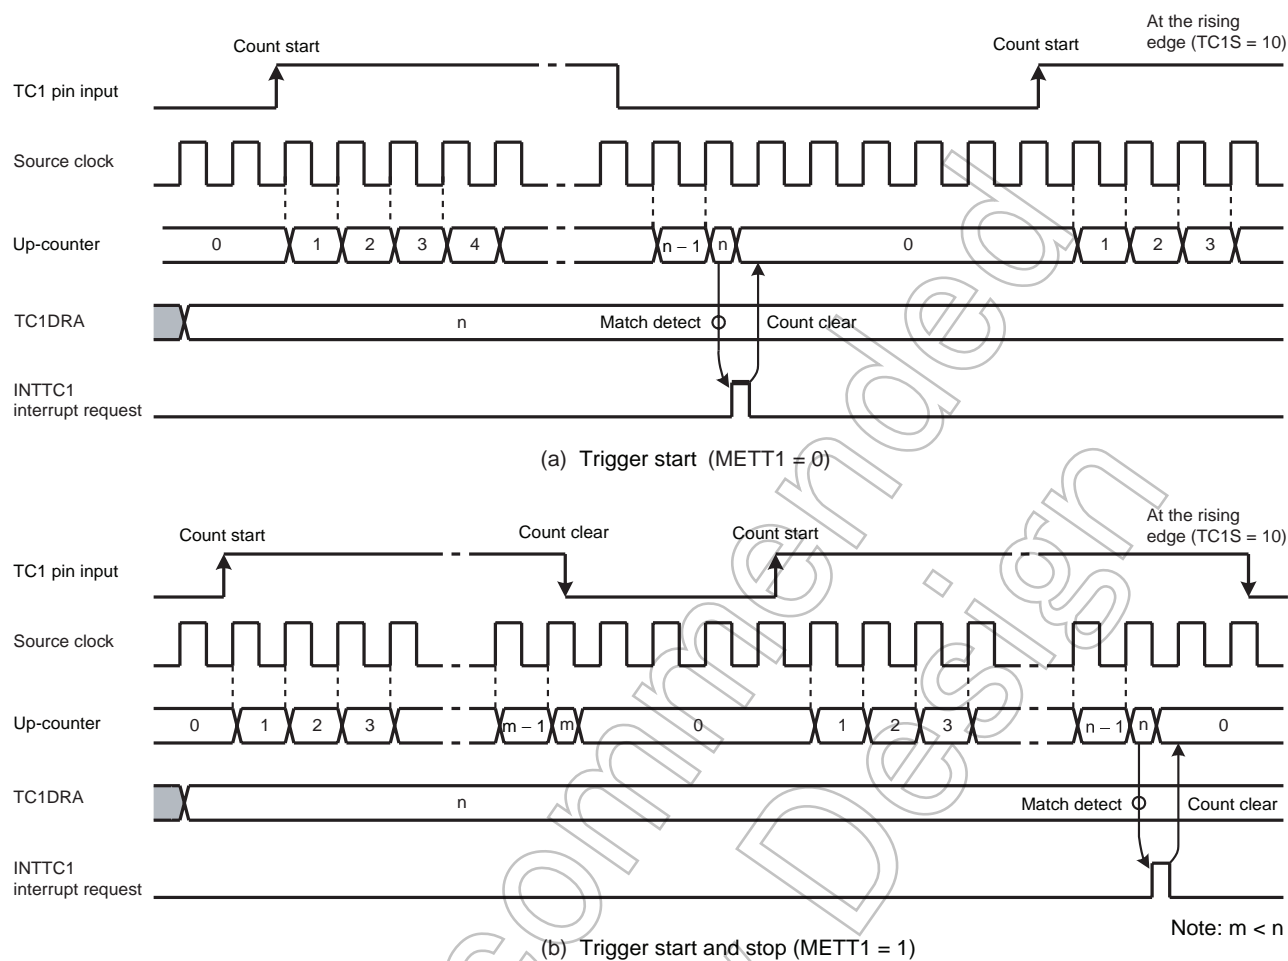 At the rising
Count start Count start edge (TC1S = 10)
TC1 pin input
Source clock
Up-counter 0 1 2 3 4 n – 1 n 0 1 2 3
TC1DRA n Match detect Count clear
INTTC1
interrupt request
(a) Trigger start (METT1 = 0)
At the rising
Count start Count clear Count start edge (TC1S = 10)
TC1 pin input
Source clock
Up-counter 0 1 2 3 m – 1 m 0 1 2 3 n – 1 n 0
TC1DRA n Match detect Count clear
INTTC1
interrupt request
Note: m < n
(b) Trigger start and stop (METT1 = 1)
commended
Design